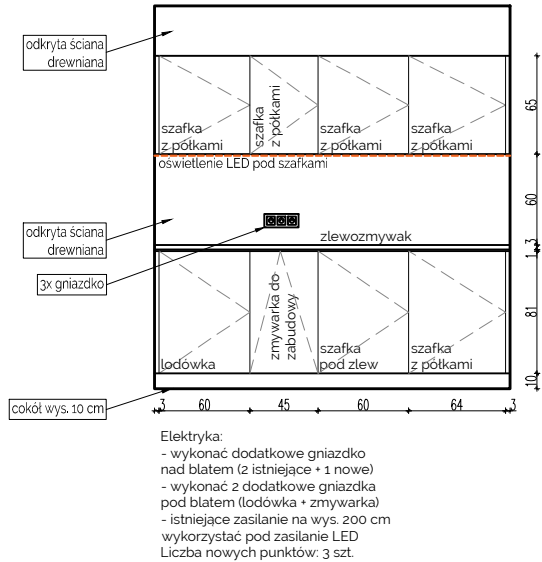 odkryta ściana
drewniana
szafka
z półkami
szafka
z półkami
szafka
z półkami
szafka
z półkami
65
oświetlenie LED pod szafkami
60
odkryta ściana
drewniana
zlewozmywak
3
3x gniazdko
1
lodówka
zmywarka do
zabudowy
szafka
pod zlew
szafka
z półkami
81
10
cokół wys. 10 cm
3
60
45
60
64
3
Elektryka:
- wykonać dodatkowe gniazdko
nad blatem (2 istniejące + 1 nowe)
- wykonać 2 dodatkowe gniazdka
pod blatem (lodówka + zmywarka)
- istniejące zasilanie na wys. 200 cm
wykorzystać pod zasilanie LED
Liczba nowych punktów: 3 szt.